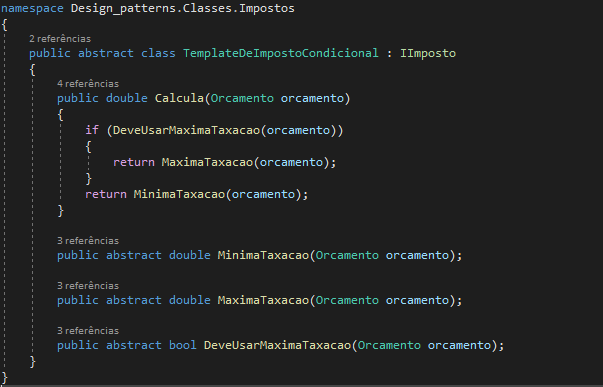 namespace Design_patterns.Classes.Impostos
{
2 referências
public abstract class TemplateDeImpostoCondicional : IImposto
{
4 referências
public double Calcula(Orcamento orcamento)
{
if (DeveUsarMaximaTaxacao(orcamento))
{
return MaximaTaxacao(orcamento);
}
return MinimaTaxacao(orcamento);
}
3 referências
public abstract double MinimaTaxacao(Orcamento orcamento);
3 referências
public abstract double MaximaTaxacao(Orcamento orcamento);
3 referências
public abstract bool DeveUsarMaximaTaxacao(Orcamento orcamento);
}
}